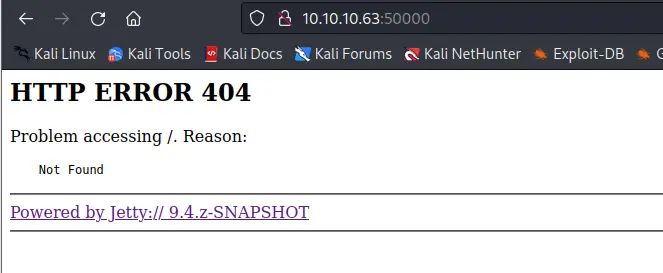 10.10.10.63:50000
Kali Linux Kali Tools Kali Docs Kali Forums Kali NetHunter Exploit-DB
HTTP ERROR 404
Problem accessing /. Reason:
Not Found
Powered by Jetty:// 9.4.z-SNAPSHOT